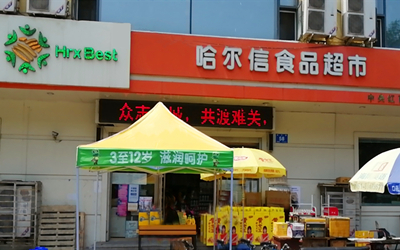 Hrx Best
哈尔信食品超市
众志成城，共渡难关，
3至12岁 滋润呵护